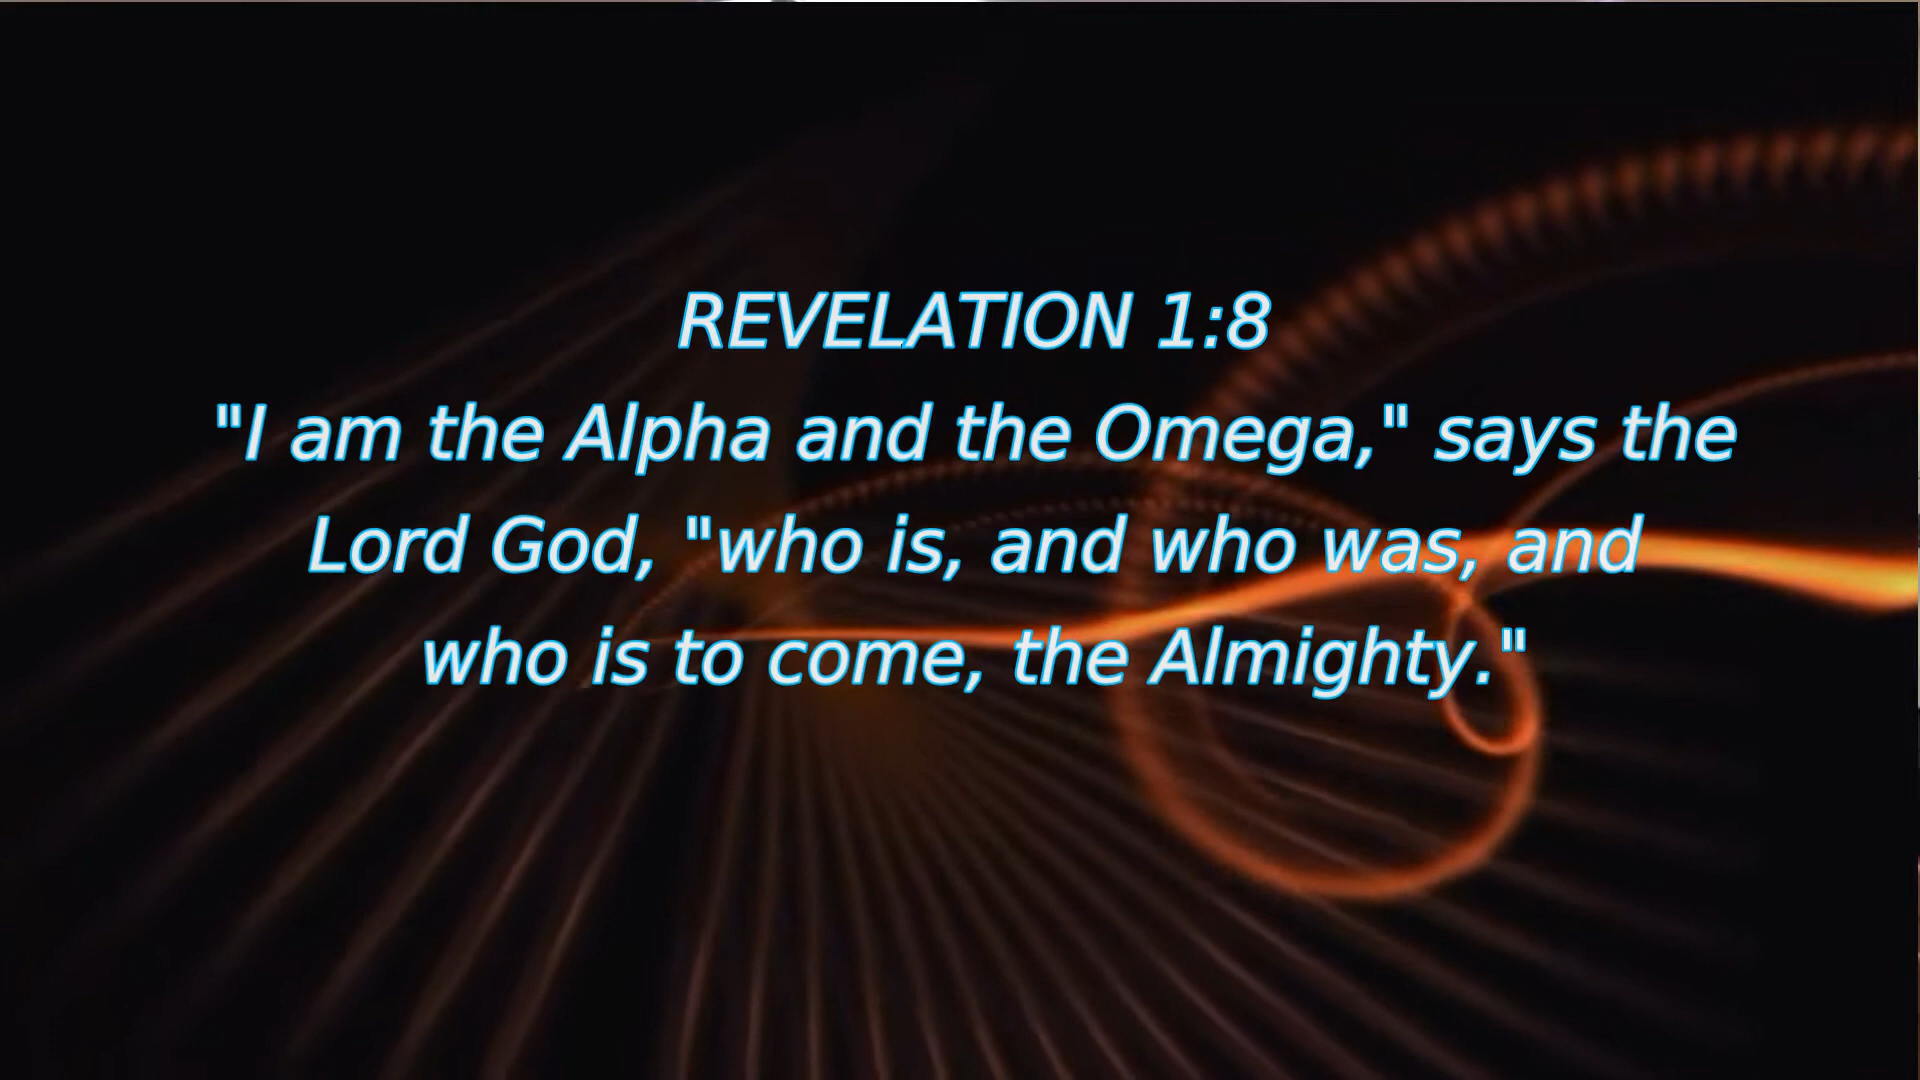 REVELATION 1:8
"I am the Alpha and the Omega," says the
Lord God, "who is, and who was, and
who is to come, the Almighty."